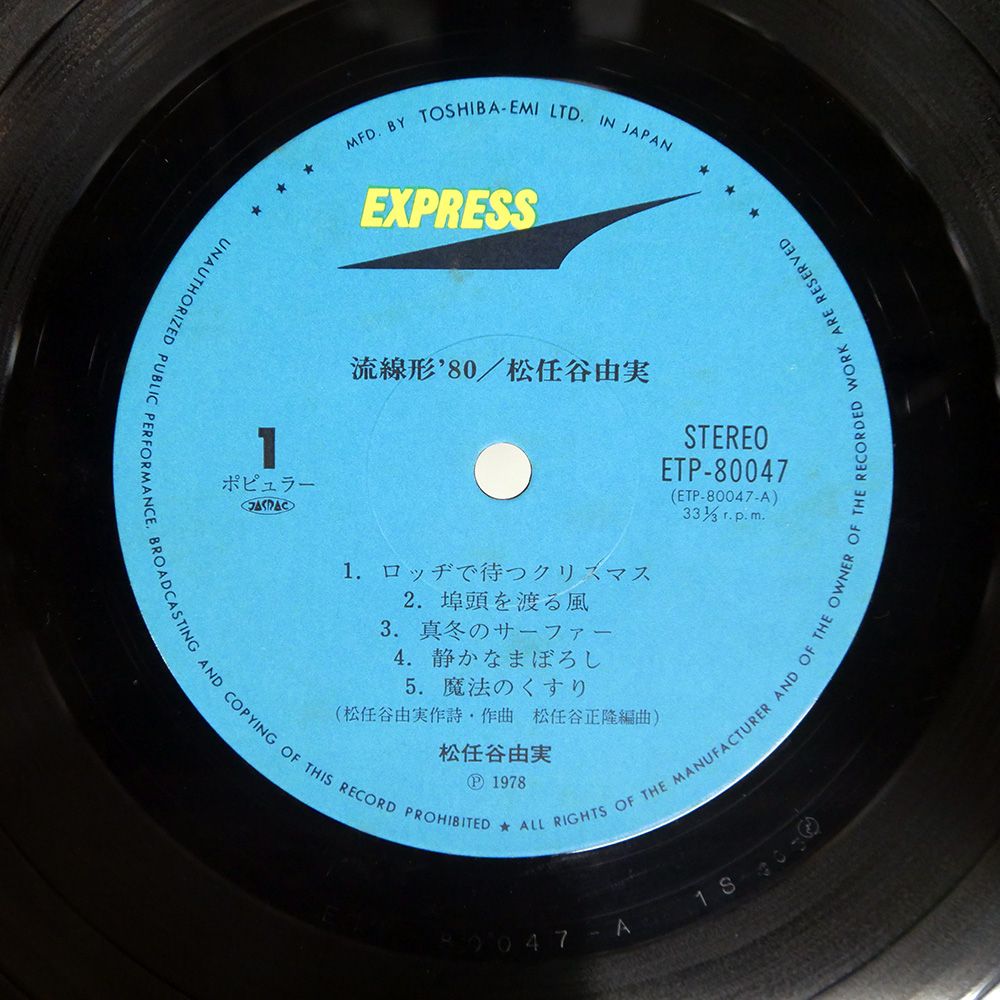 MFD. BY TOSHIBA-EMI LTD. IN JAPAN
EXPRESS
流線形'80／松任谷由実
1
ポピュラー
JASRAC
STEREO
ETP-80047
(ETP-80047-A)
33⅓ r.p.m.
1. ロッヂで待つクリスマス
2. 埠頭を渡る風
3. 真冬のサーファー
4. 静かなまぼろし
5. 魔法のくすり
(松任谷由実作詩・作曲 松任谷正隆編曲)
松任谷由実
Ⓟ 1978
UNAUTHORIZED PUBLIC PERFORMANCE, BROADCASTING AND COPYING OF THIS RECORD PROHIBITED ★ ALL RIGHTS OF THE MANUFACTURER AND OF THE OWNER OF THE RECORDED WORK ARE RESERVED
80047-A 1S